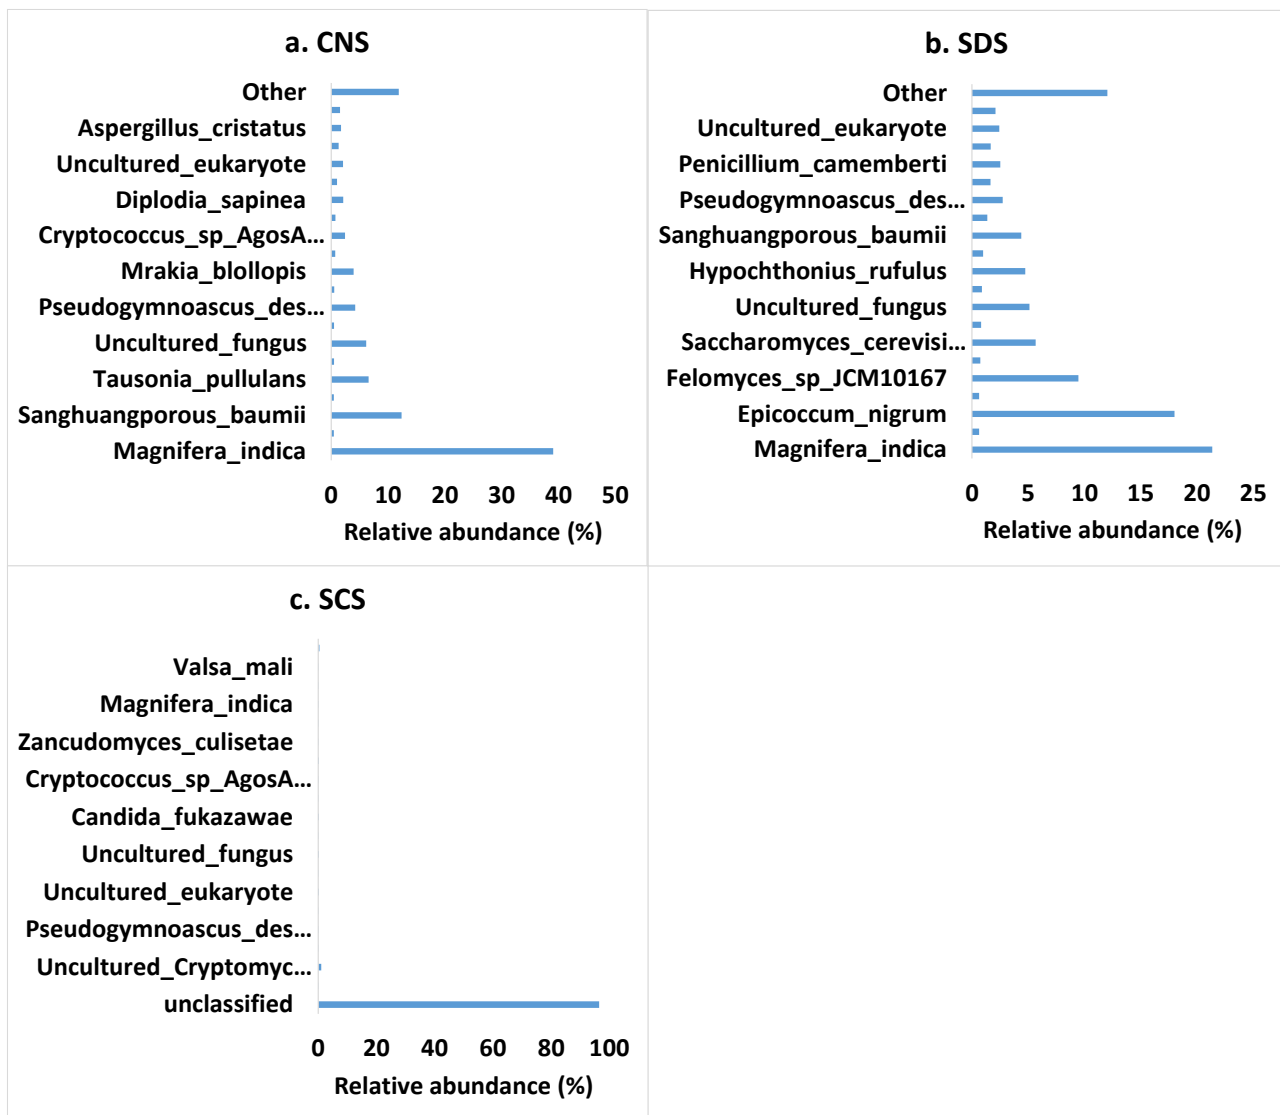 a. CNS
Other
Aspergillus_cristatus
Uncultured_eukaryote
Diplodia_sapinea
Cryptococcus_sp_AgosA...
Mrakia_blollopis
Pseudogymnoascus_des...
Uncultured_fungus
Tausonia_pullulans
Sanghuangporous_baumii
Magnifera_indica
0 10 20 30 40 50
Relative abundance (%)
b. SDS
Other
Uncultured_eukaryote
Penicillium_camemberti
Pseudogymnoascus_des...
Sanghuangporous_baumii
Hypochthonius_rufulus
Uncultured_fungus
Saccharomyces_cerevisi...
Felomyces_sp_JCM10167
Epicoccum_nigrum
Magnifera_indica
0 5 10 15 20 25
Relative abundance (%)
c. SCS
Valsa_mali
Magnifera_indica
Zancudomyces_culisetae
Cryptococcus_sp_AgosA...
Candida_fukazawae
Uncultured_fungus
Uncultured_eukaryote
Pseudogymnoascus_des...
Uncultured_Cryptomyc...
unclassified
0 20 40 60 80 100
Relative abundance (%)